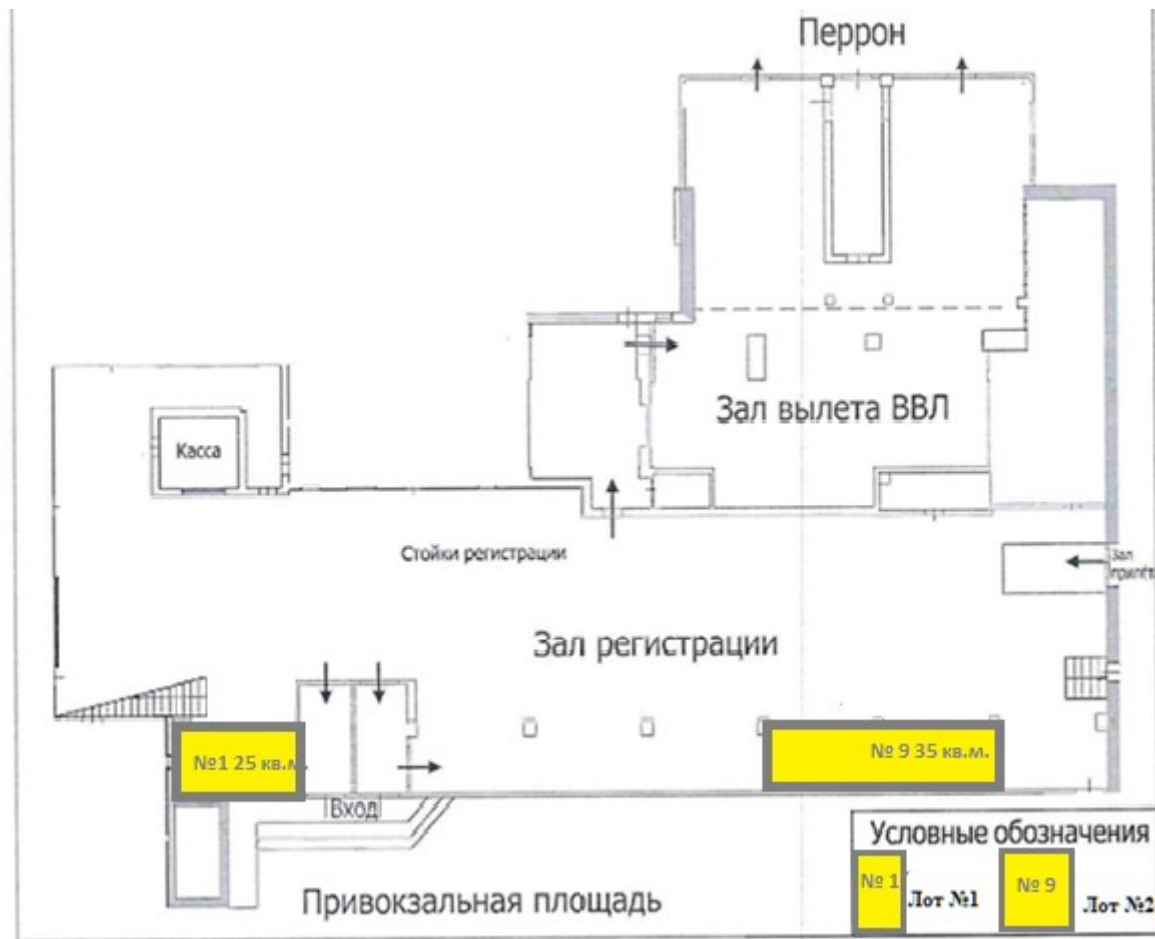 Перрон
Зал вылета ВВЛ
Касса
Стойки регистрации
Зал
прилёт
Зал регистрации
№1 25 кв.м.
№ 9 35 кв.м.
Вход
Условные обозначения
№ 1
Лот №1
№ 9
Лот №2
Привокзальная площадь